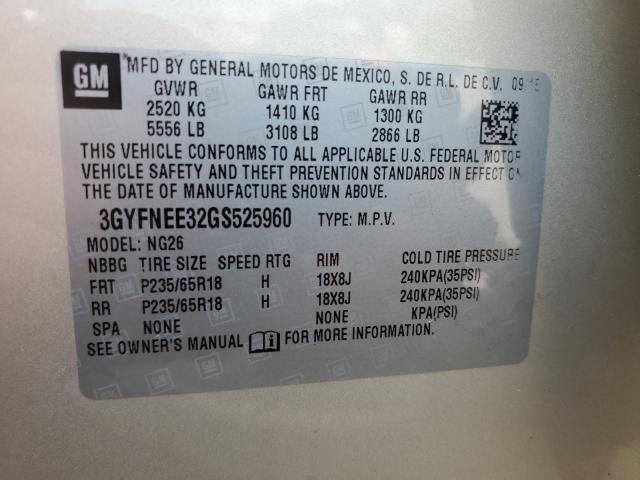 GM
MFD BY GENERAL MOTORS DE MEXICO, S. DE R.L. DE C.V. 09
GVWR GAWR FRT GAWR RR
2520 KG 1410 KG 1300 KG
5556 LB 3108 LB 2866 LB
THIS VEHICLE CONFORMS TO ALL APPLICABLE U.S. FEDERAL MOTOR
VEHICLE SAFETY AND THEFT PREVENTION STANDARDS IN EFFECT ON
THE DATE OF MANUFACTURE SHOWN ABOVE.
3GYFNEE32GS525960 TYPE: M.P.V.
MODEL: NG26
NBBG TIRE SIZE SPEED RTG RIM COLD TIRE PRESSURE
FRT P235/65R18 H 18X8J 240KPA(35PSI)
RR P235/65R18 H 18X8J 240KPA(35PSI)
SPA NONE NONE KPA(PSI)
SEE OWNER'S MANUAL FOR MORE INFORMATION.